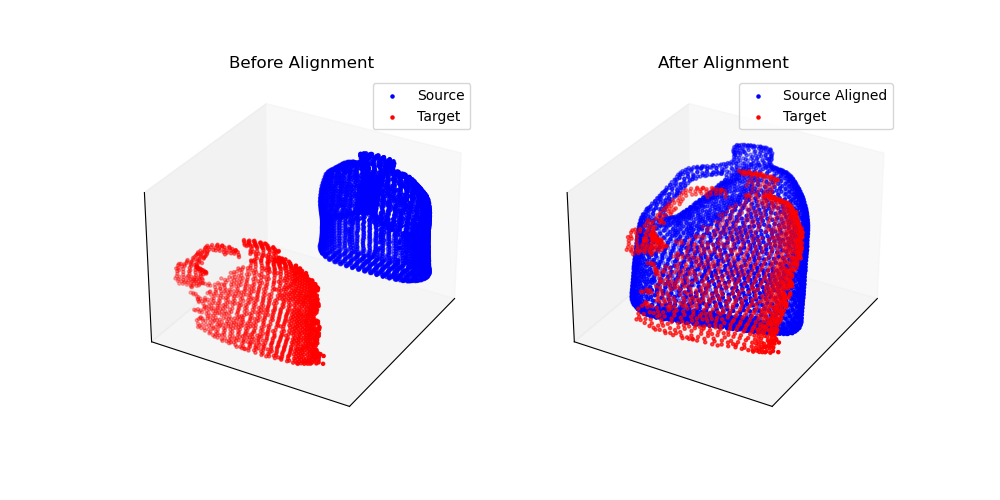 Before Alignment
Source
Target
After Alignment
Source Aligned
Target